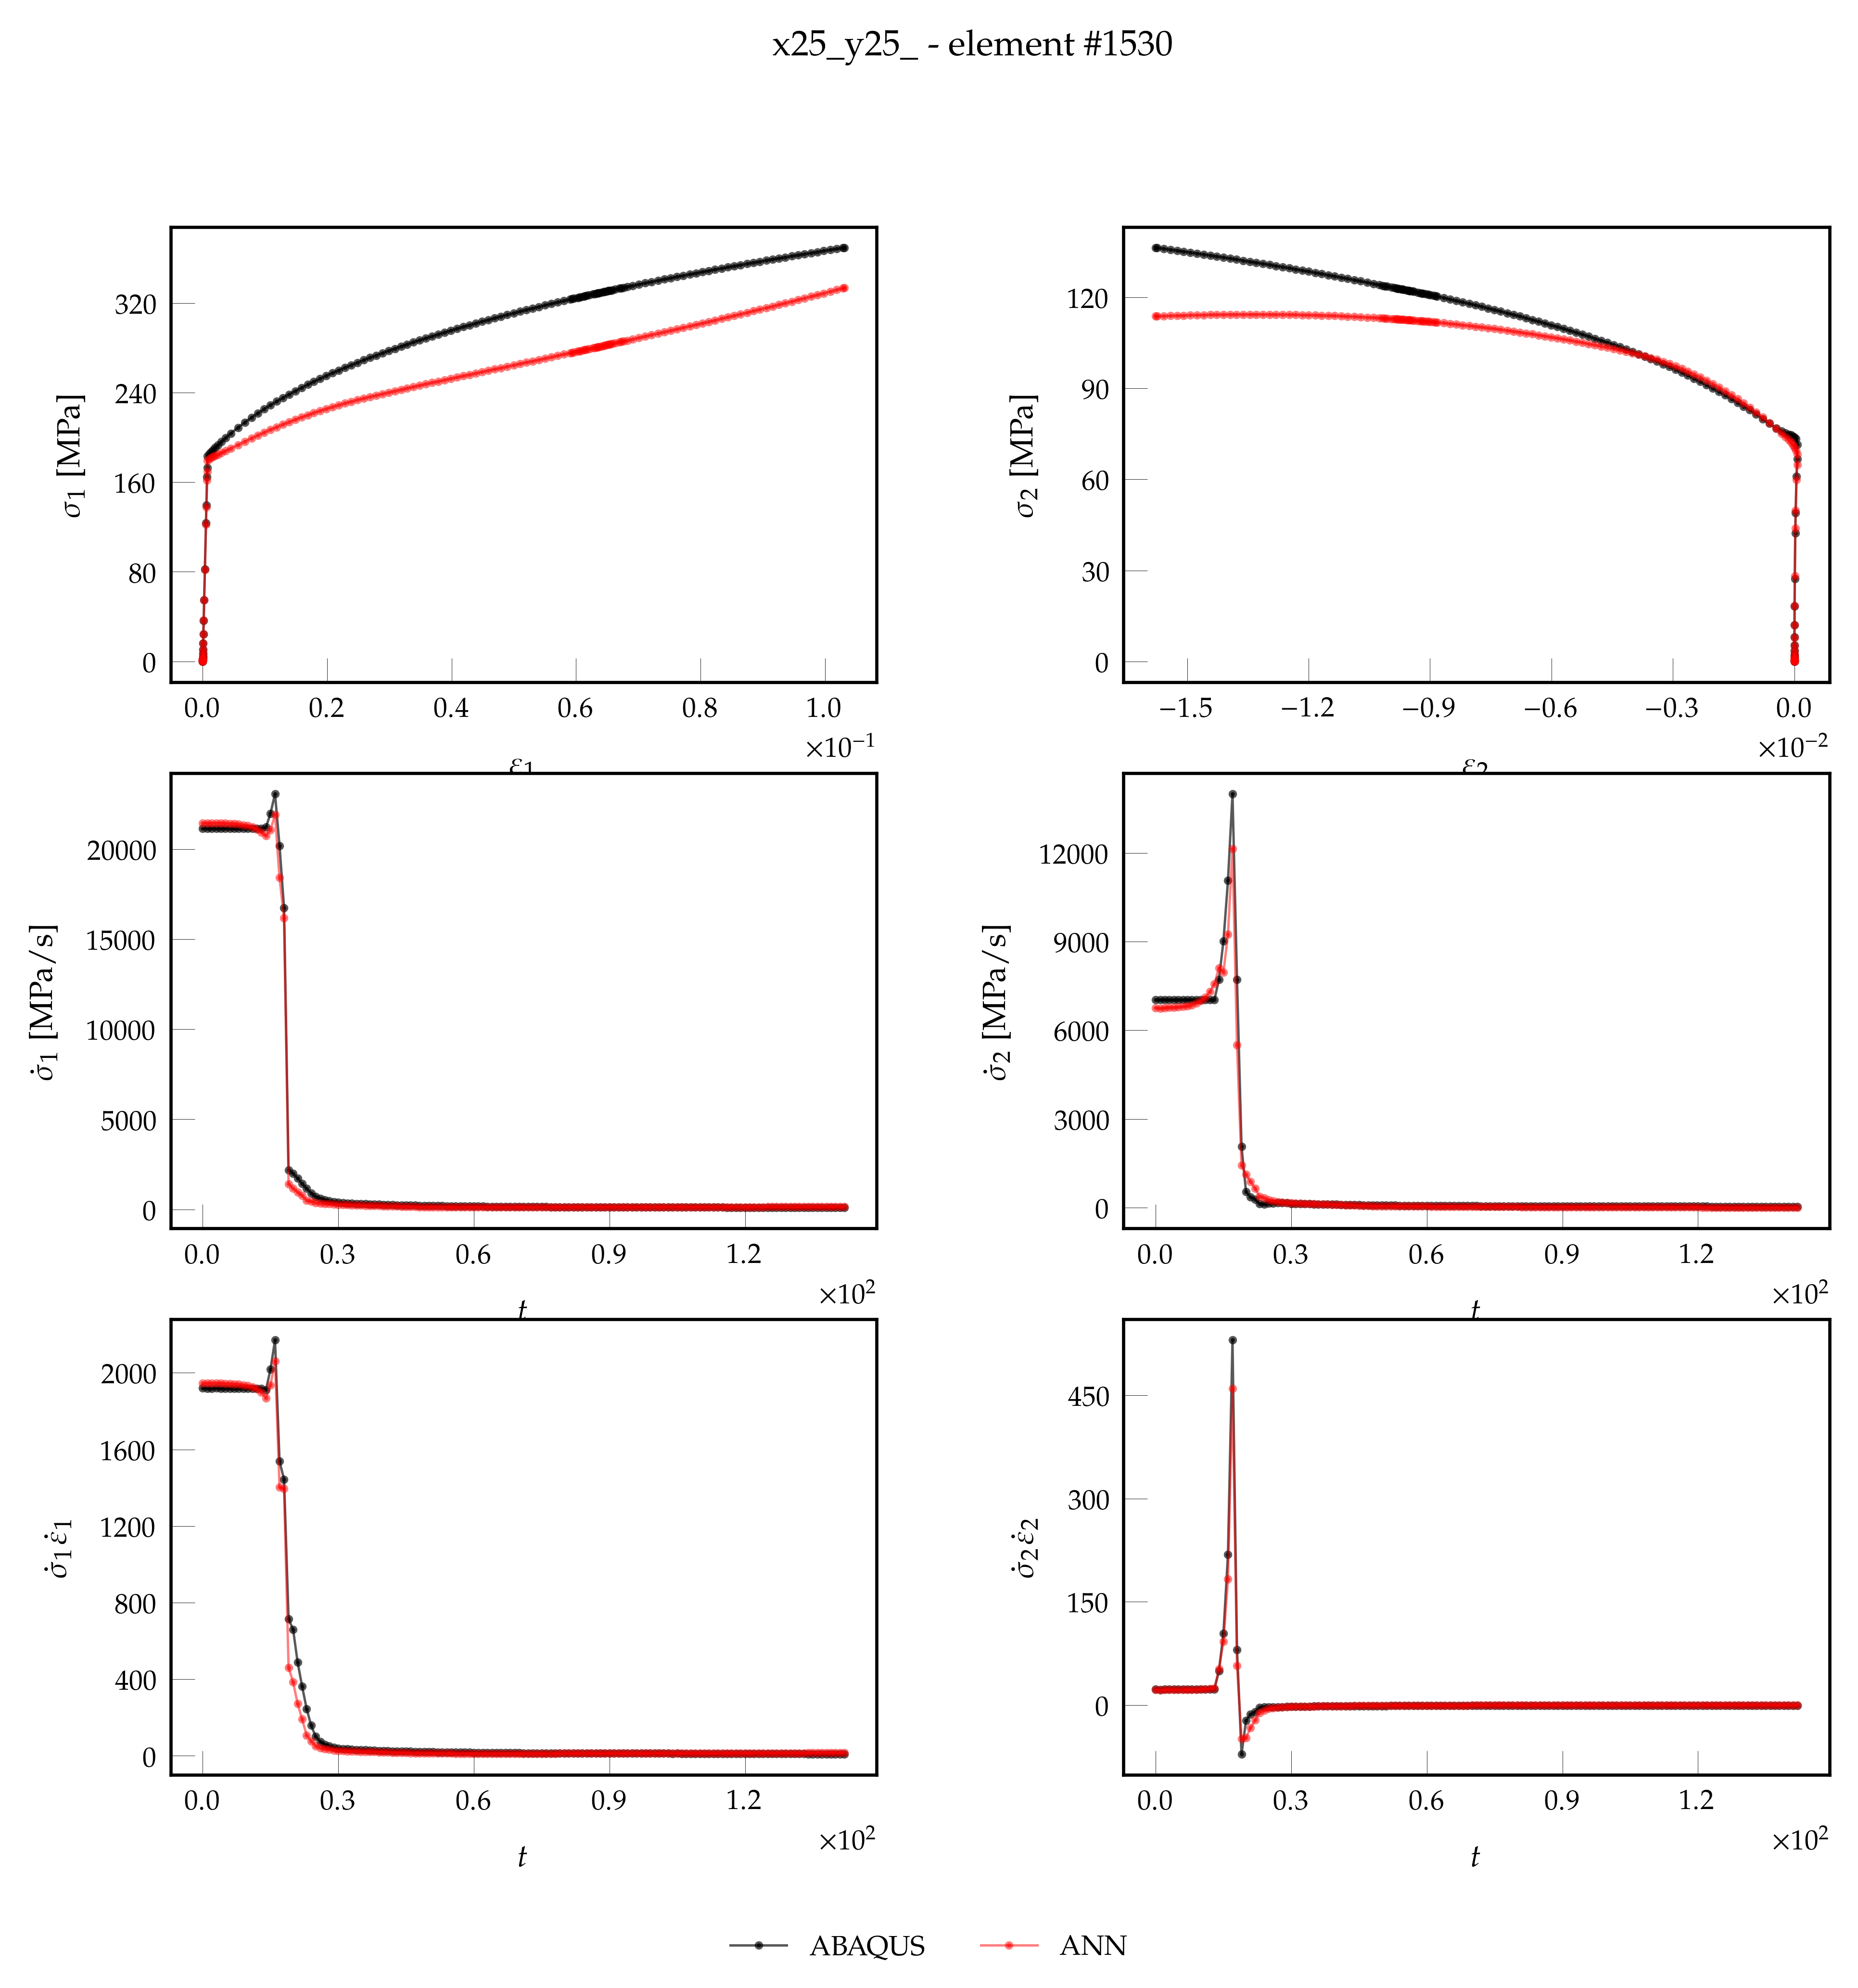 x25_y25_ - element #1530
σ₁ [MPa]
320
240
160
80
0
0.0 0.2 0.4 0.6 0.8 1.0
×10⁻¹
ε₁
σ₂ [MPa]
120
90
60
30
0
−1.5 −1.2 −0.9 −0.6 −0.3 0.0
×10⁻²
ε₂
σ̇₁ [MPa/s]
20000
15000
10000
5000
0
0.0 0.3 0.6 0.9 1.2
×10²
t
σ̇₂ [MPa/s]
12000
9000
6000
3000
0
0.0 0.3 0.6 0.9 1.2
×10²
t
σ̇₁ε̇₁
2000
1600
1200
800
400
0
0.0 0.3 0.6 0.9 1.2
×10²
t
σ̇₂ε̇₂
450
300
150
0
0.0 0.3 0.6 0.9 1.2
×10²
t
ABAQUS ANN